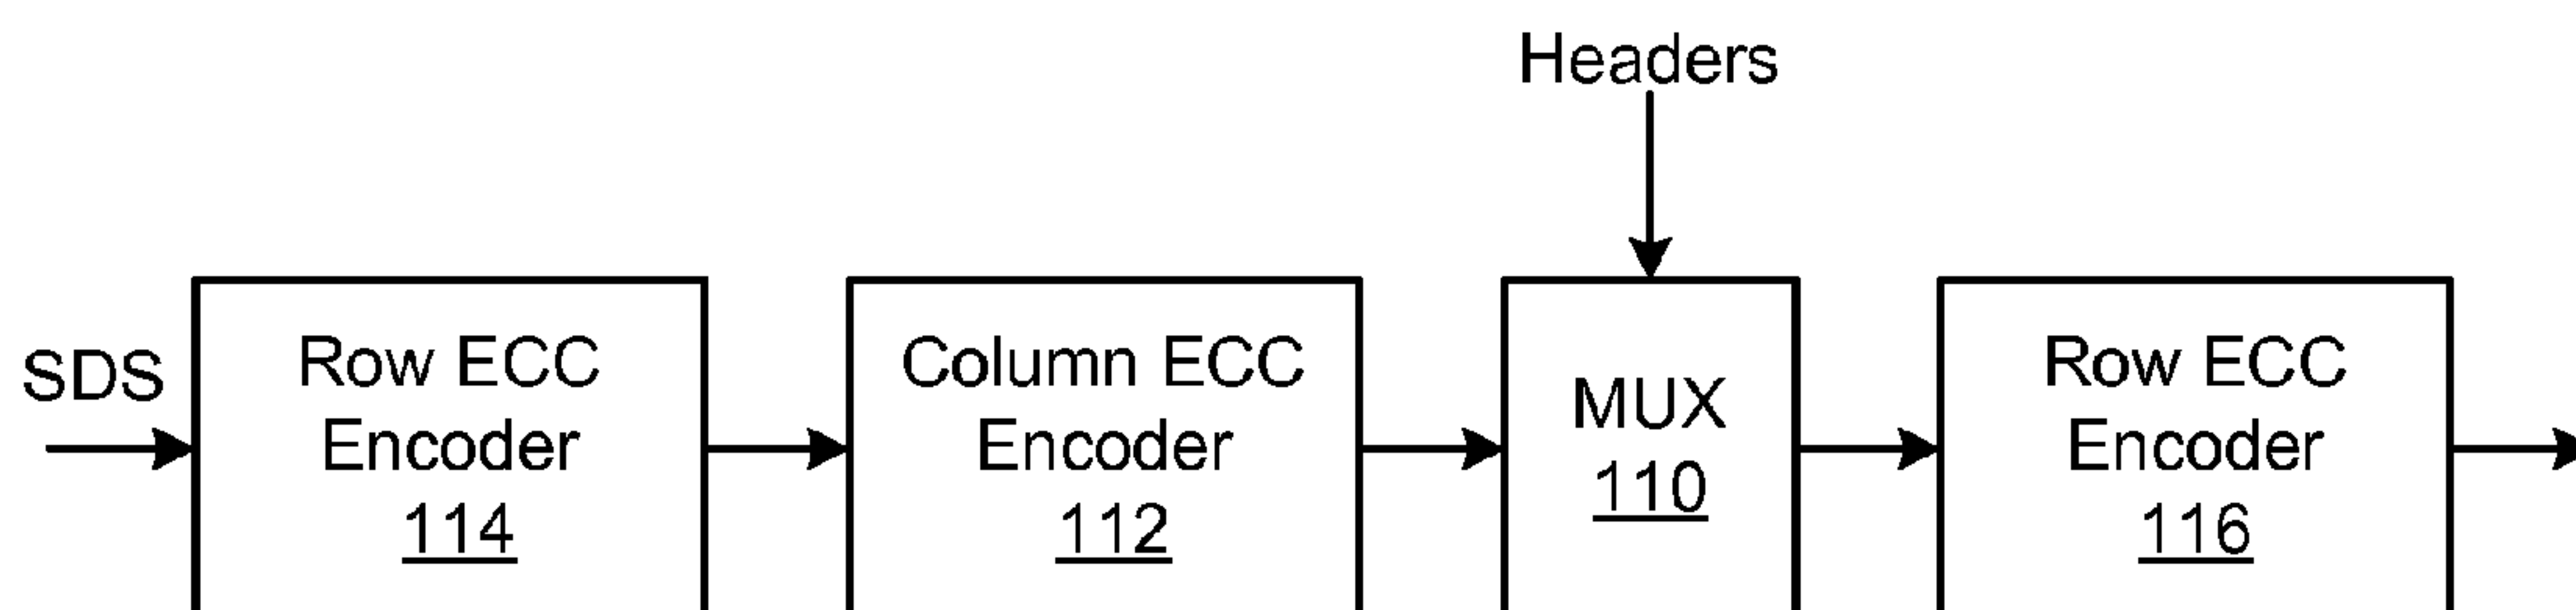 Headers
SDS
Row ECC
Encoder
114
Column ECC
Encoder
112
MUX
110
Row ECC
Encoder
116